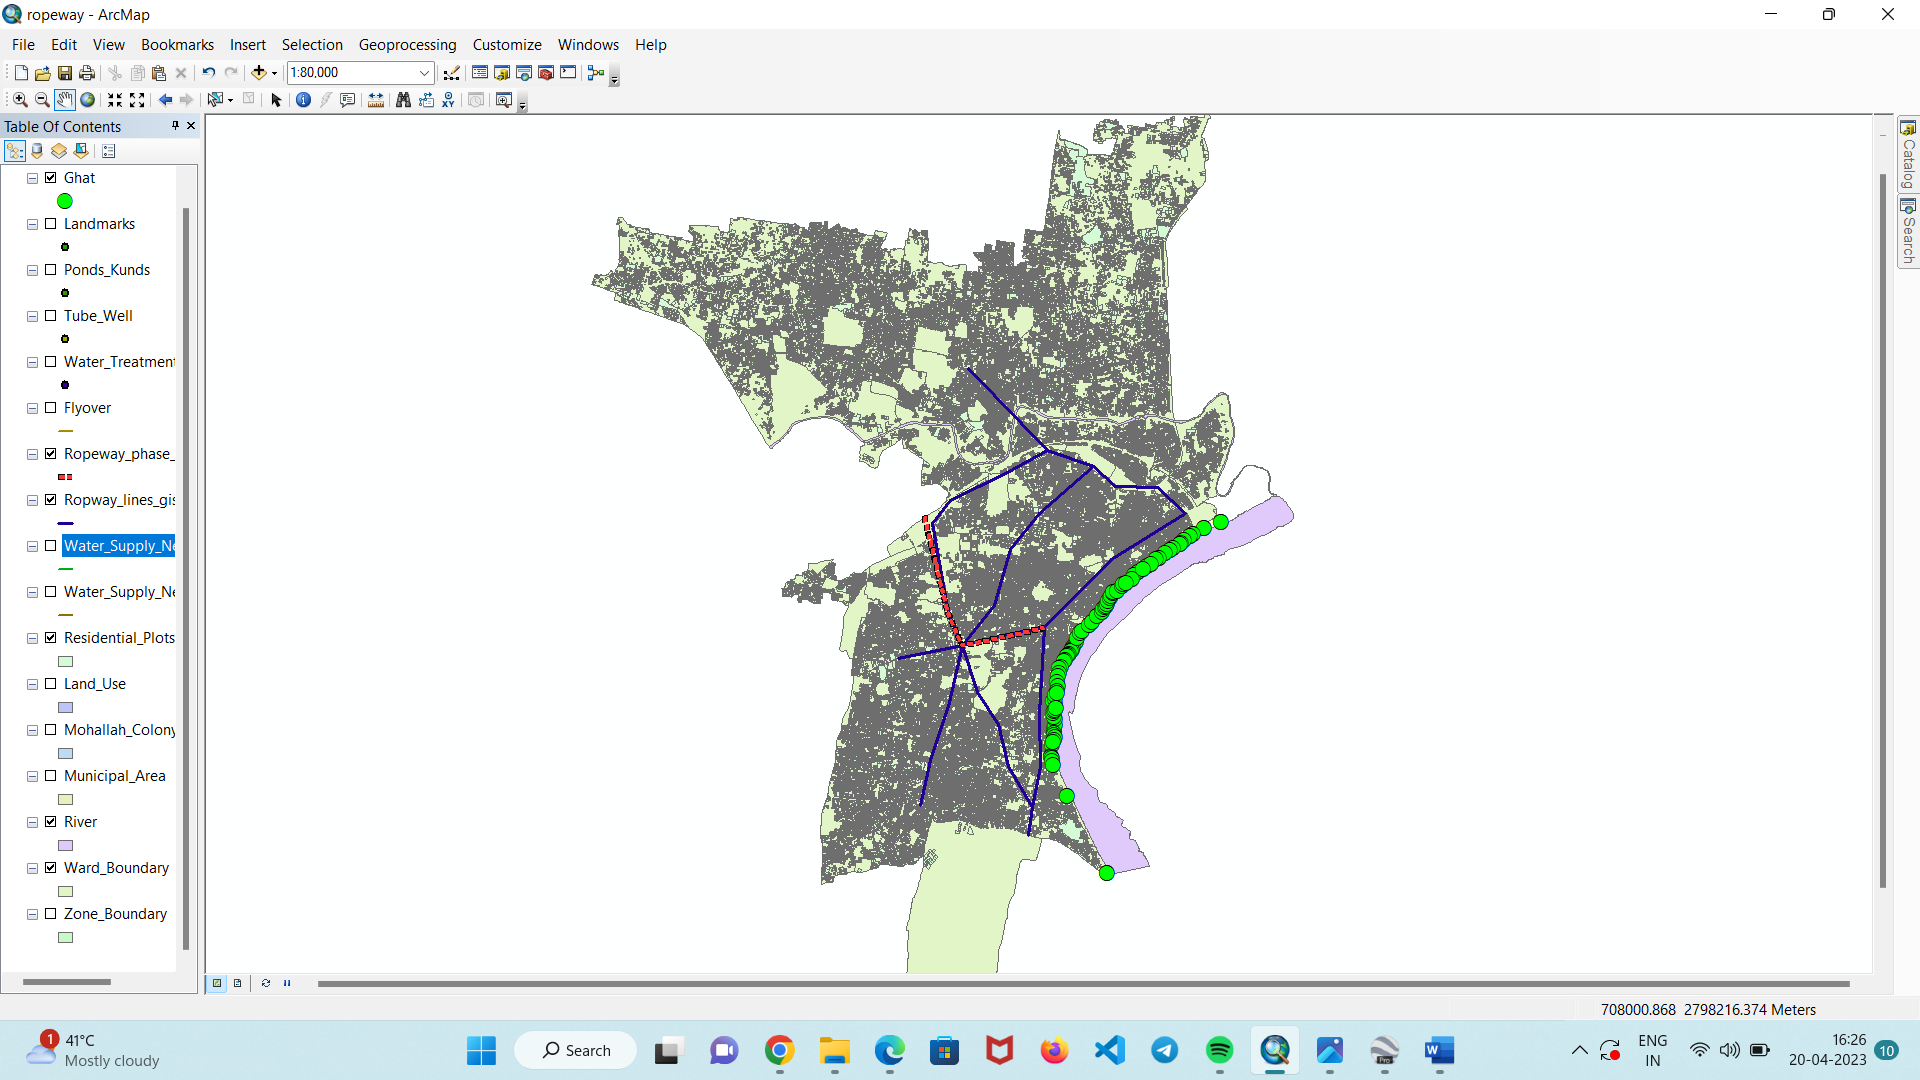 ropeway - ArcMap
File Edit View Bookmarks Insert Selection Geoprocessing Customize Windows Help
1:80,000
XY
Table Of Contents
Ghat
Landmarks
Ponds_Kunds
Tube_Well
Water_Treatment
Flyover
Ropeway_phase_
Ropway_lines_gis
Water_Supply_Ne
Water_Supply_Ne
Residential_Plots
Land_Use
Mohallah_Colony
Municipal_Area
River
Ward_Boundary
Zone_Boundary
Catalog
Search
708000.868 2798216.374 Meters
1
41°C
Mostly cloudy
Search
Pro
W
ENG
IN
16:26
20-04-2023
10